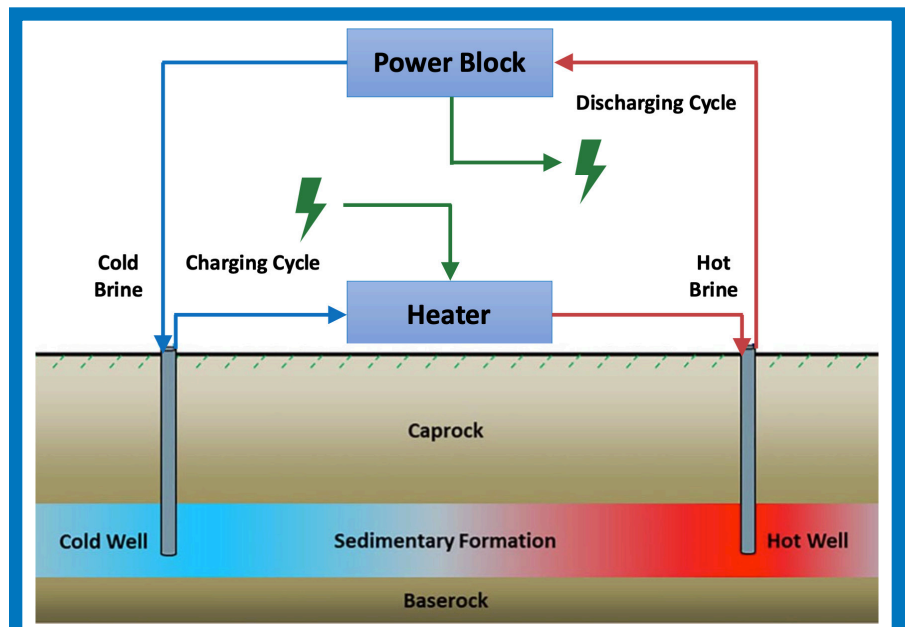 Power Block
Discharging Cycle
Cold
Brine
Charging Cycle
Hot
Brine
Heater
Caprock
Cold Well
Sedimentary Formation
Hot Well
Baserock